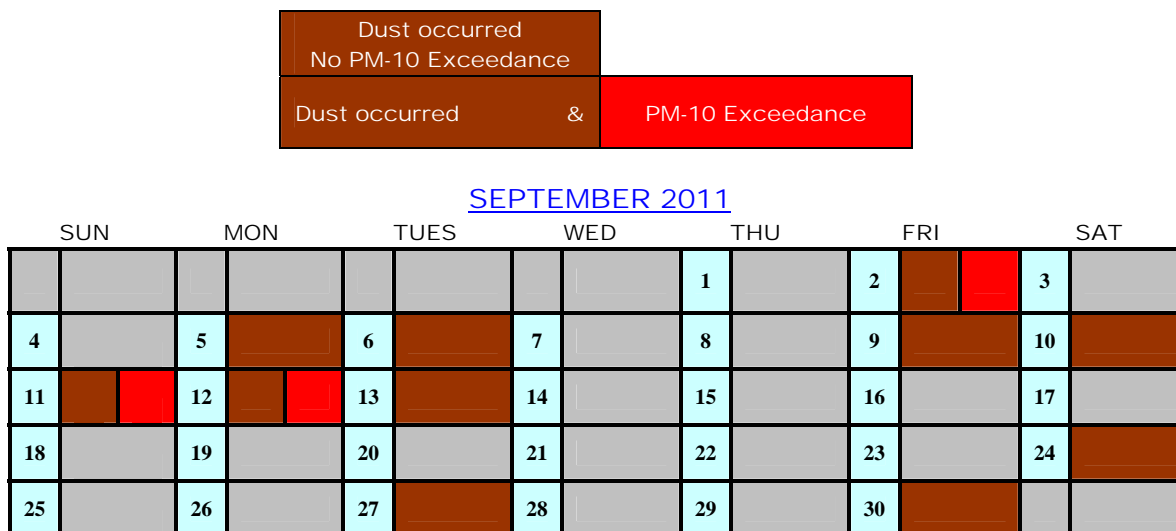 Dust occurred
No PM-10 Exceedance
Dust occurred & PM-10 Exceedance
SEPTEMBER 2011
SUN MON TUES WED THU FRI SAT
1 2 3
4 5 6 7 8 9 10
11 12 13 14 15 16 17
18 19 20 21 22 23 24
25 26 27 28 29 30